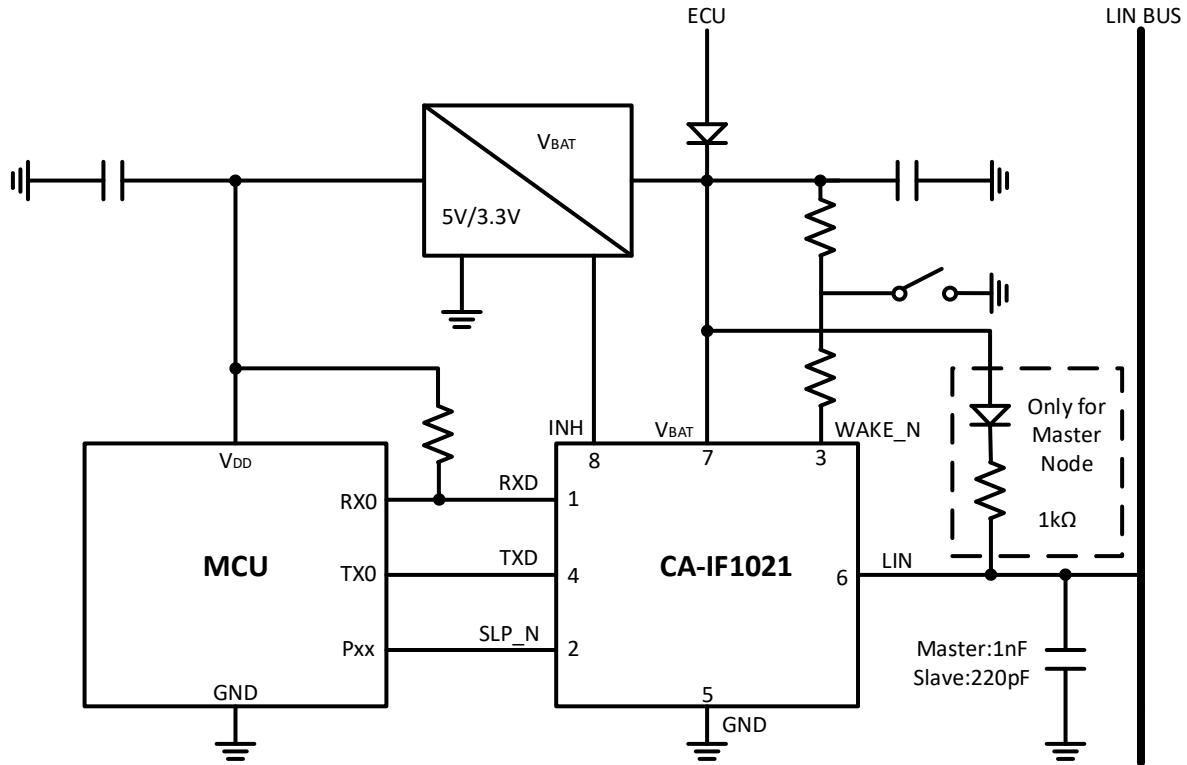 ECU
LIN BUS
VBAT
5V/3.3V
INH
VBAT
WAKE_N
8
7
3
Only for
Master
Node
1kΩ
VDD
RX0
RXD
1
MCU
TX0
TXD
4
CA-IF1021
6
LIN
Pxx
SLP_N
2
Master:1nF
Slave:220pF
GND
5
GND